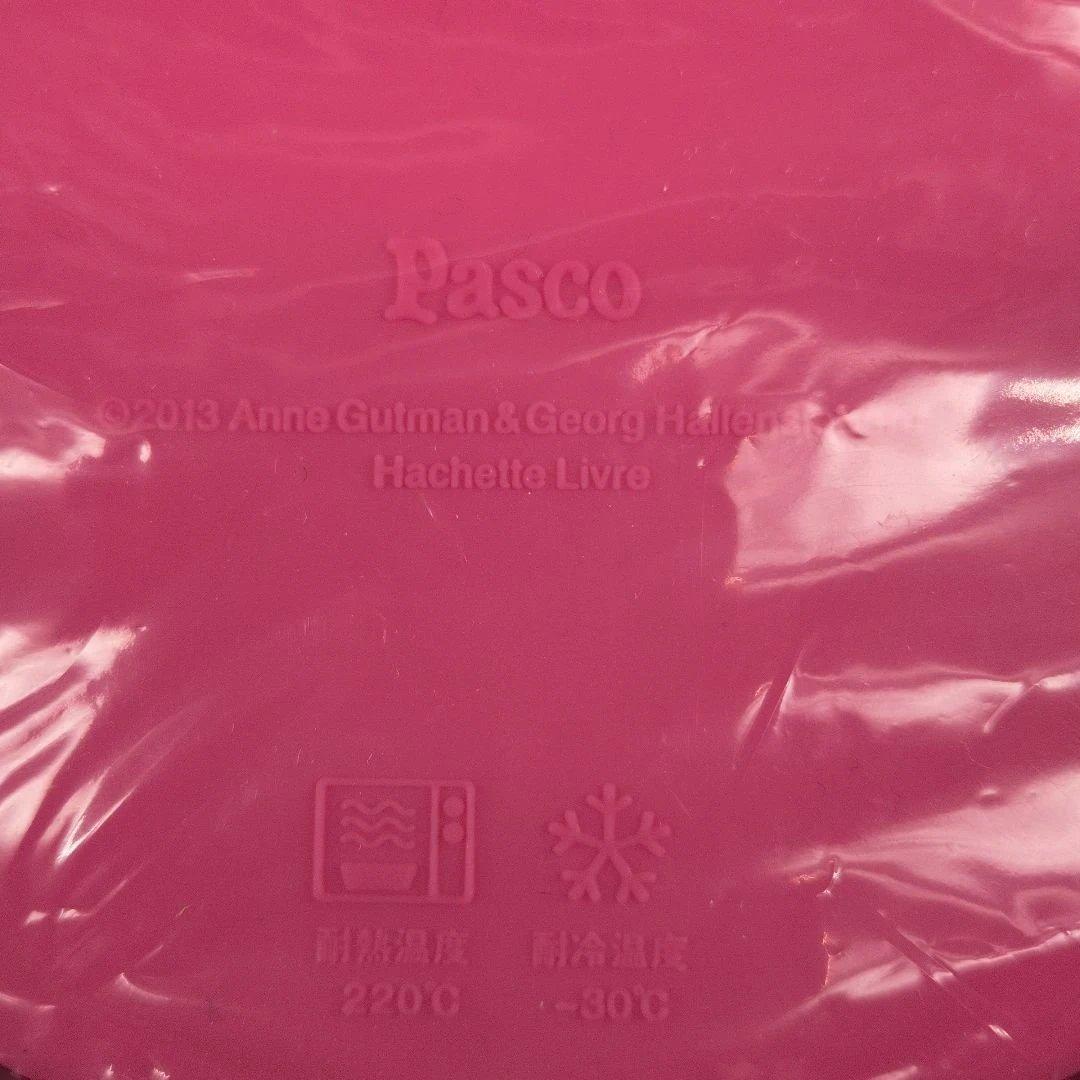 Pasco
©2013 Anne Gutman & Georg
Hachette Livre
耐熱温度 耐冷温度
220℃ -30℃